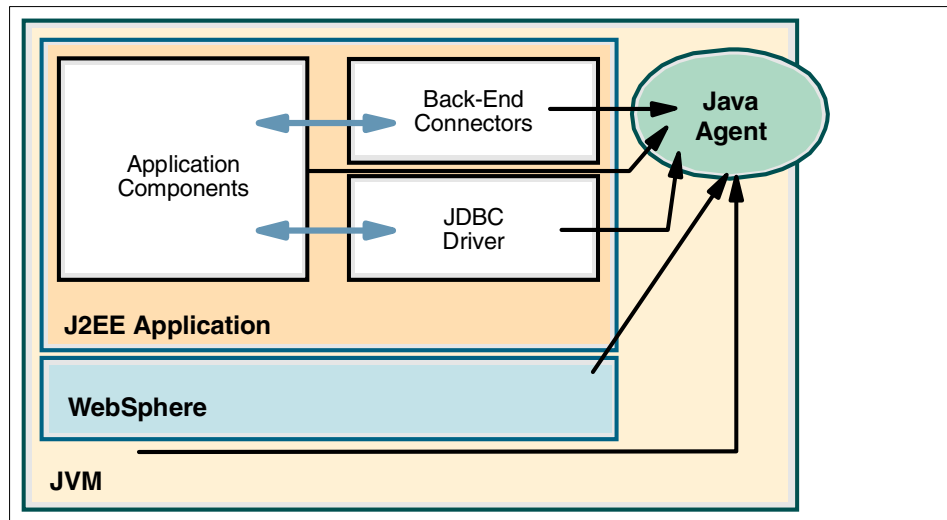 Back-End
Connectors
Java
Agent
Application
Components
JDBC
Driver
J2EE Application
WebSphere
JVM